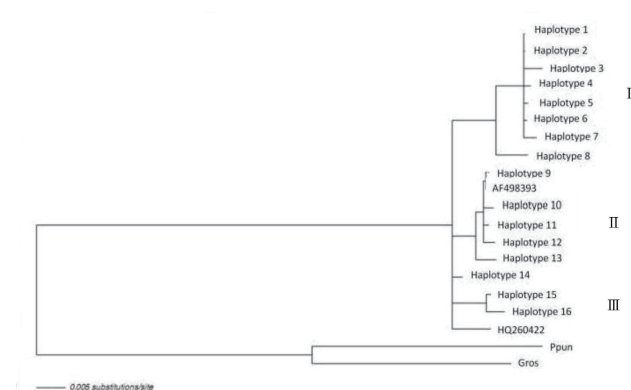 Haplotype 1
Haplotype 2
Haplotype 3
Haplotype 4
Haplotype 5
Haplotype 6
Haplotype 7
Haplotype 8
I
Haplotype 9
AF498393
Haplotype 10
Haplotype 11
Haplotype 12
Haplotype 13
II
Haplotype 14
Haplotype 15
Haplotype 16
III
HQ260422
Ppun
Gros
0.005 substitutions/site